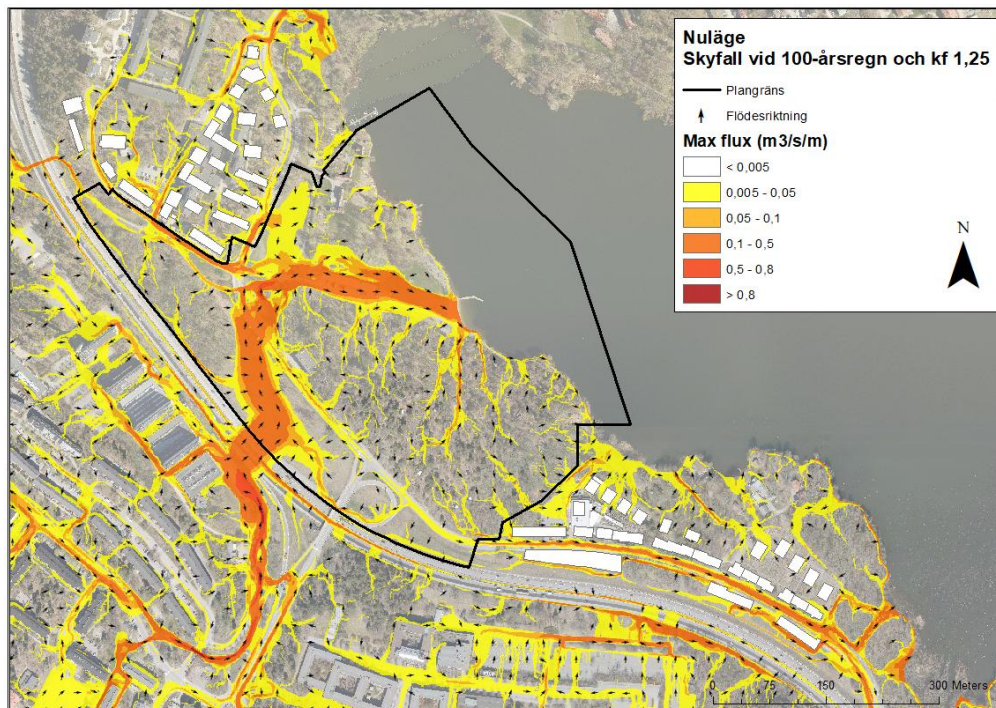 Nuläge
Skyfall vid 100-årsregn och kf 1,25
Plangräns
Flödesriktning
Max flux (m3/s/m)
< 0,005
0,005 - 0,05
0,05 - 0,1
0,1 - 0,5
0,5 - 0,8
> 0,8
N
0 75 150 300 Meters